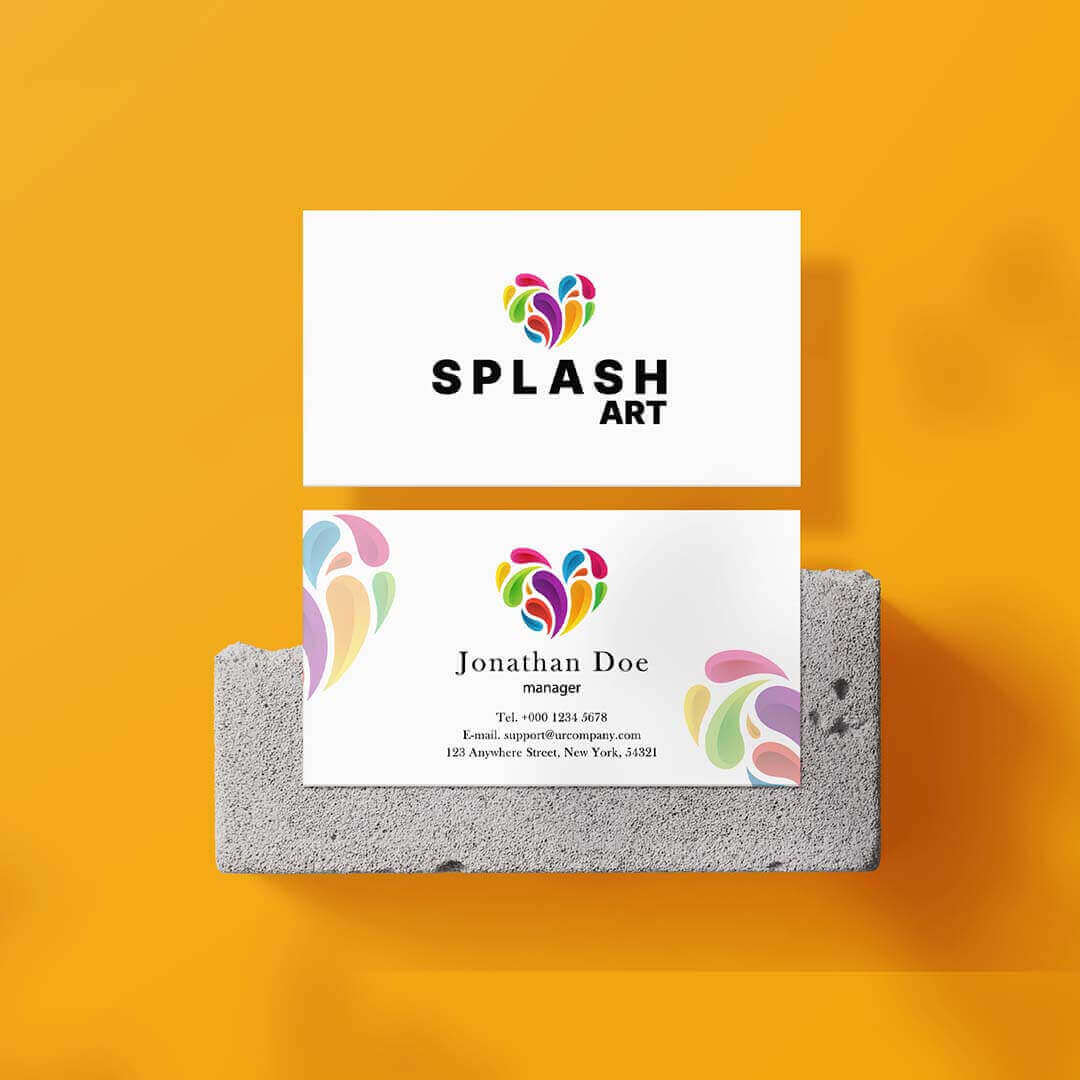 SPLASH
ART
Jonathan Doe
manager
Tel. +000 1234 5678
E-mail. support@urcompany.com
123 Anywhere Street, New York, 54321